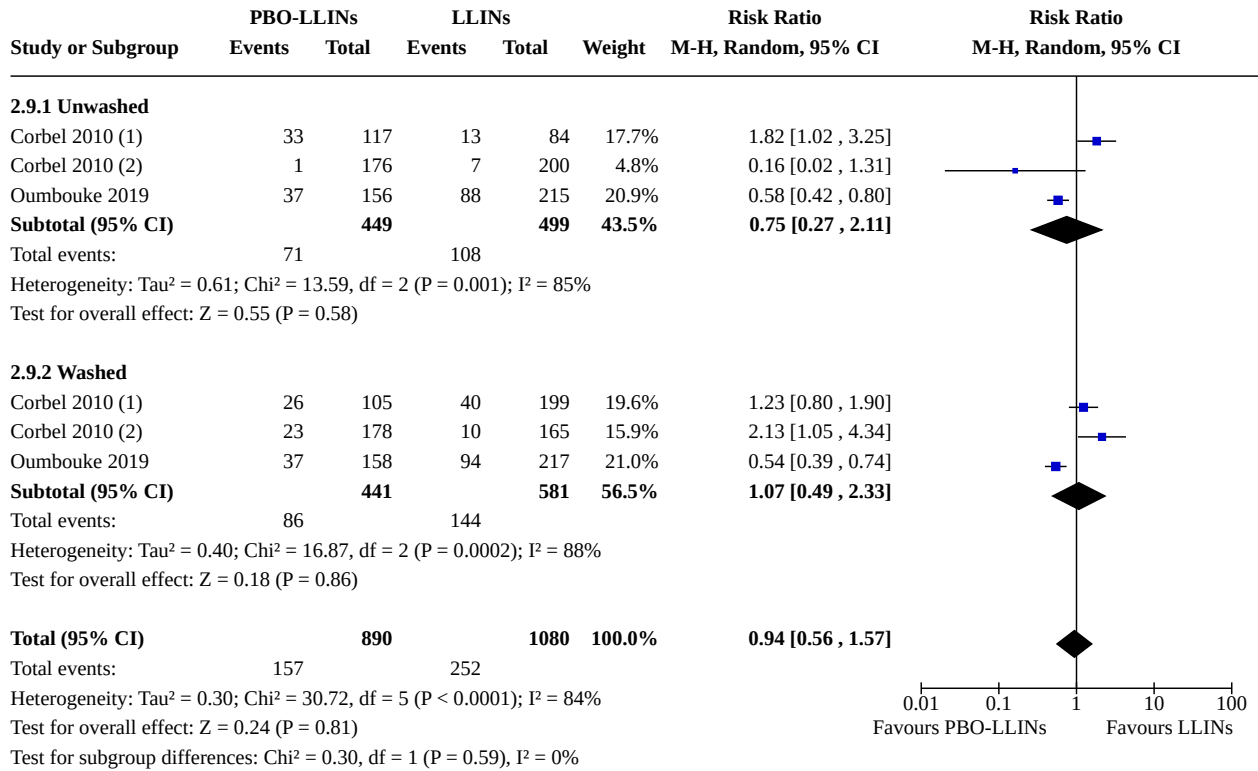 PBO-LLINs LLINs Risk Ratio Risk Ratio
Study or Subgroup Events Total Events Total Weight M-H, Random, 95% CI M-H, Random, 95% CI
2.9.1 Unwashed
Corbel 2010 (1) 33 117 13 84 17.7% 1.82 [1.02 , 3.25]
Corbel 2010 (2) 1 176 7 200 4.8% 0.16 [0.02 , 1.31]
Oumbouke 2019 37 156 88 215 20.9% 0.58 [0.42 , 0.80]
Subtotal (95% CI) 449 499 43.5% 0.75 [0.27 , 2.11]
Total events: 71 108
Heterogeneity: Tau² = 0.61; Chi² = 13.59, df = 2 (P = 0.001); I² = 85%
Test for overall effect: Z = 0.55 (P = 0.58)
2.9.2 Washed
Corbel 2010 (1) 26 105 40 199 19.6% 1.23 [0.80 , 1.90]
Corbel 2010 (2) 23 178 10 165 15.9% 2.13 [1.05 , 4.34]
Oumbouke 2019 37 158 94 217 21.0% 0.54 [0.39 , 0.74]
Subtotal (95% CI) 441 581 56.5% 1.07 [0.49 , 2.33]
Total events: 86 144
Heterogeneity: Tau² = 0.40; Chi² = 16.87, df = 2 (P = 0.0002); I² = 88%
Test for overall effect: Z = 0.18 (P = 0.86)
Total (95% CI) 890 1080 100.0% 0.94 [0.56 , 1.57]
Total events: 157 252
Heterogeneity: Tau² = 0.30; Chi² = 30.72, df = 5 (P < 0.0001); I² = 84%
0.01 0.1 1 10 100
Test for overall effect: Z = 0.24 (P = 0.81)
Favours PBO-LLINs Favours LLINs
Test for subgroup differences: Chi² = 0.30, df = 1 (P = 0.59), I² = 0%